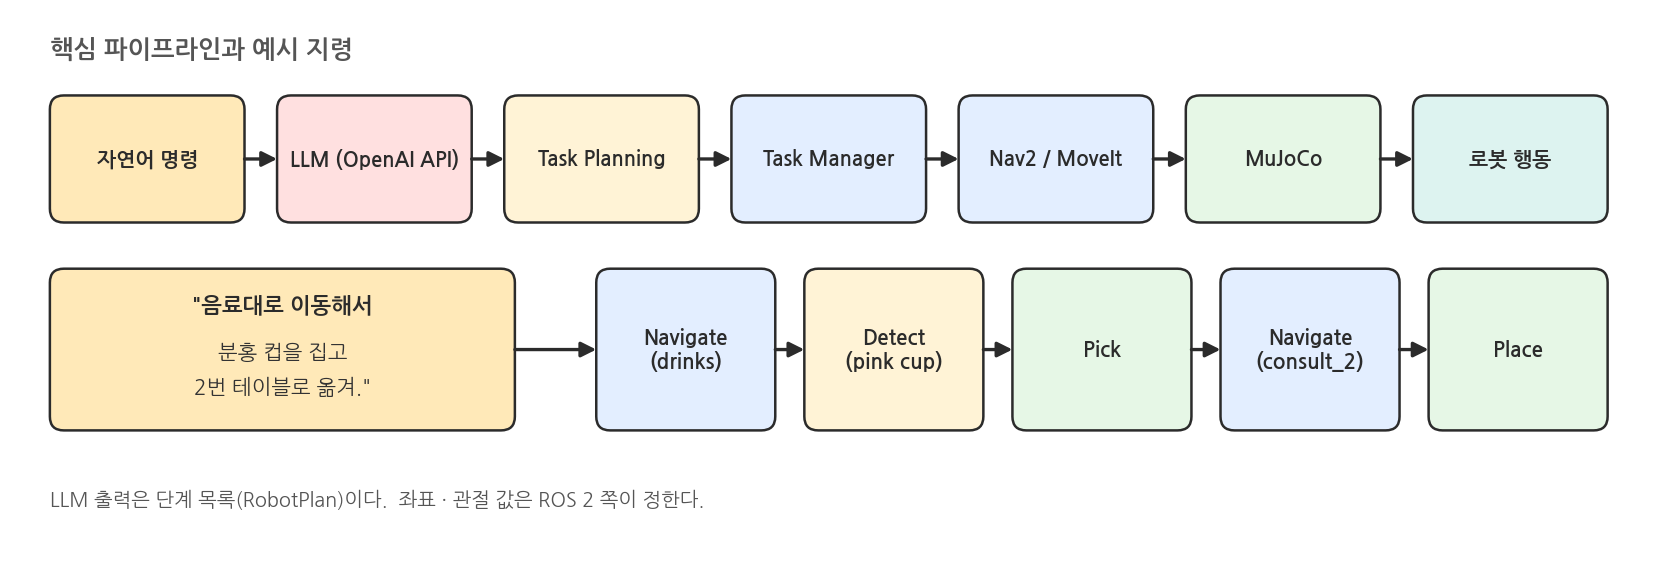 핵심 파이프라인과 예시 지령
자연어 명령
LLM (OpenAI API)
Task Planning
Task Manager
Nav2 / MoveIt
MuJoCo
로봇 행동
"음료대로 이동해서
분홍 컵을 집고
2번 테이블로 옮겨."
Navigate
(drinks)
Detect
(pink cup)
Pick
Navigate
(consult_2)
Place
LLM 출력은 단계 목록(RobotPlan)이다. 좌표 · 관절 값은 ROS 2 쪽이 정한다.